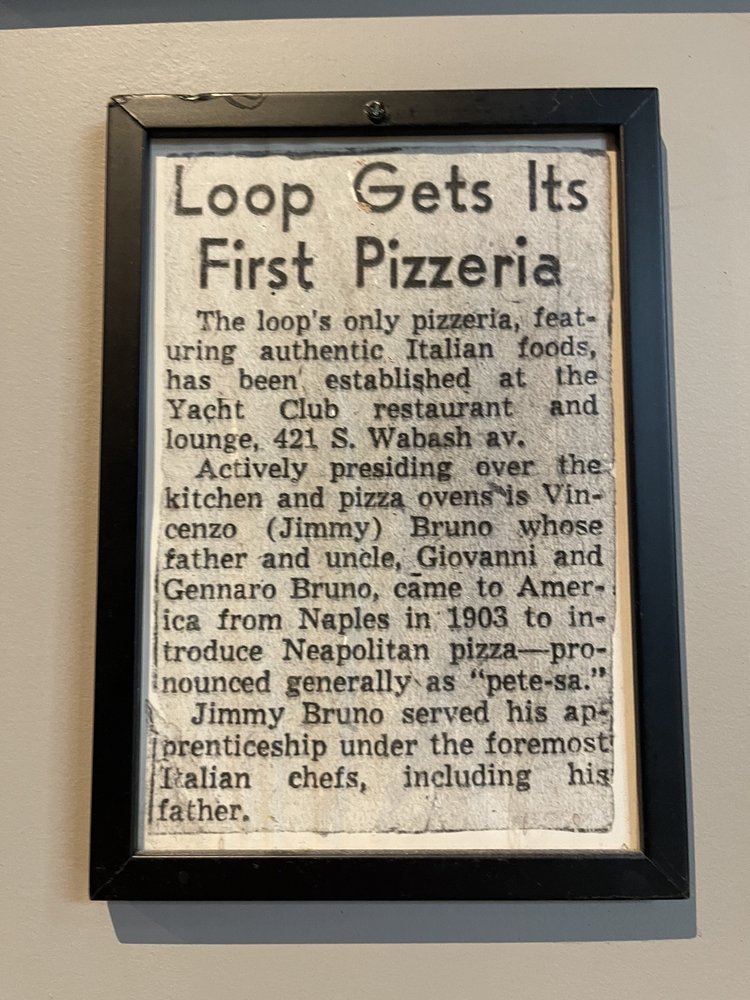 Loop Gets Its
First Pizzeria
The loop's only pizzeria, feat-
uring authentic Italian foods,
has been established at the
Yacht Club restaurant and
lounge, 421 S. Wabash av.
Actively presiding over the
kitchen and pizza ovens is Vin-
cenzo (Jimmy) Bruno whose
father and uncle, Giovanni and
Gennaro Bruno, came to Amer-
ica from Naples in 1903 to in-
troduce Neapolitan pizza—pro-
nounced generally as "pete-sa."
Jimmy Bruno served his ap-
prenticeship under the foremost
Italian chefs, including his
father.